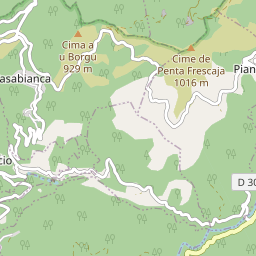 Cima a
u Borgu
929 m
Cime de
Penta Frescaja
1016 m
Pian
asabianca
cio
D 30